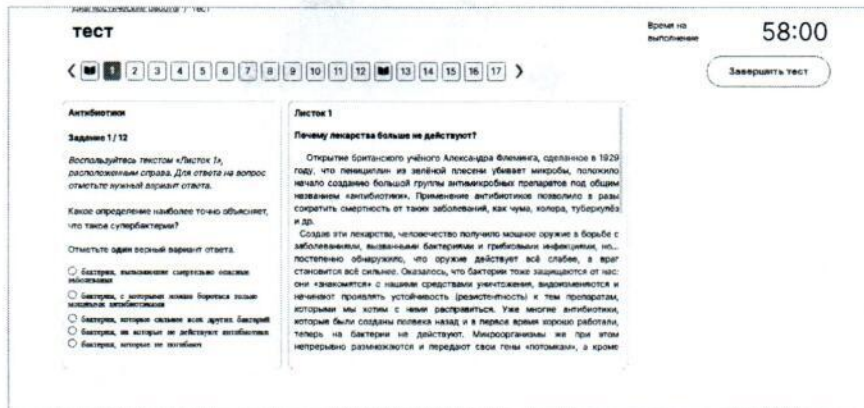 Диагностические работы / Тест
тест
Время на
выполнение
58:00
1 2 3 4 5 6 7 8 9 10 11 12 13 14 15 16 17
Завершить тест
Антибиотики
Задание 1 / 12
Воспользуйтесь текстом «Листок 1»,
расположенным справа. Для ответа на вопрос
отметьте нужный вариант ответа.
Какое определение наиболее точно объясняет,
что такое супербактерии?
Отметьте один верный вариант ответа.
бактерии, вызывающие смертельно опасные
заболевания
бактерии, с которыми можно бороться только
мощными антибиотиками
бактерии, которые сильнее всех других бактерий
бактерии, на которые не действуют антибиотики
бактерии, которые не погибают
Листок 1
Почему лекарства больше не действуют?
Открытие британского учёного Александра Флеминга, сделанное в 1929
году, что пенициллин из зелёной плесени убивает микробы, положило
начало созданию большой группы антимикробных препаратов под общим
названием «антибиотики». Применение антибиотиков позволило в разы
сократить смертность от таких заболеваний, как чума, холера, туберкулёз
и др.
Создав эти лекарства, человечество получило мощное оружие в борьбе с
заболеваниями, вызванными бактериями и грибковыми инфекциями, но...
постепенно обнаружило, что оружие действует всё слабее, а враг
становится всё сильнее. Оказалось, что бактерии тоже защищаются от нас:
они «знакомятся» с нашими средствами уничтожения, видоизменяются и
начинают проявлять устойчивость (резистентность) к тем препаратам,
которыми мы хотим с ними расправиться. Уже многие антибиотики,
которые были созданы полвека назад и в первое время хорошо работали,
теперь на бактерии не действуют. Микроорганизмы же при этом
непрерывно размножаются и передают свои гены «потомкам», а кроме